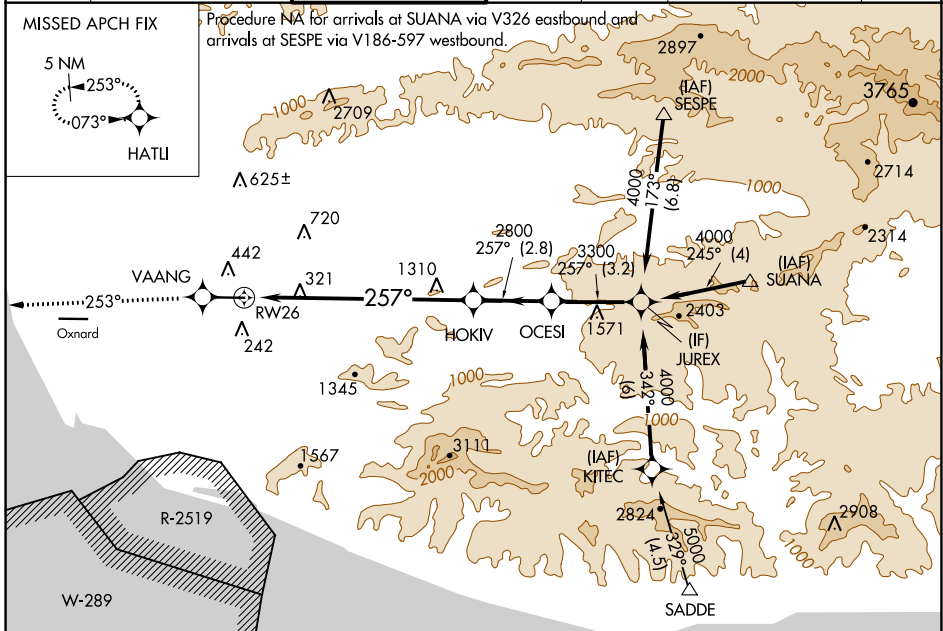 MISSED APCH FIX
5 NM
253°
073°
HATLI
Procedure NA for arrivals at SUANA via V326 eastbound and
arrivals at SESPE via V186-597 westbound.
2897
2000
3765
1000
2709
(IAF)
SESPE
2714
625±
1000
4000
173°
(6.8)
720
2314
2800
257° (2.8)
3300
257° (3.2)
4000
245° (4)
(IAF)
SUANA
442
VAANG
321
1310
257°
253°
RW26
Oxnard
HOKIV
OCESI
1571
2403
(IF)
JUREX
242
1345
1000
4000
342°
(6)
1000
3111
2000
1567
(IAF)
KITEC
R-2519
2824
2908
1000
5000
329°
(4.5)
W-289
SADDE